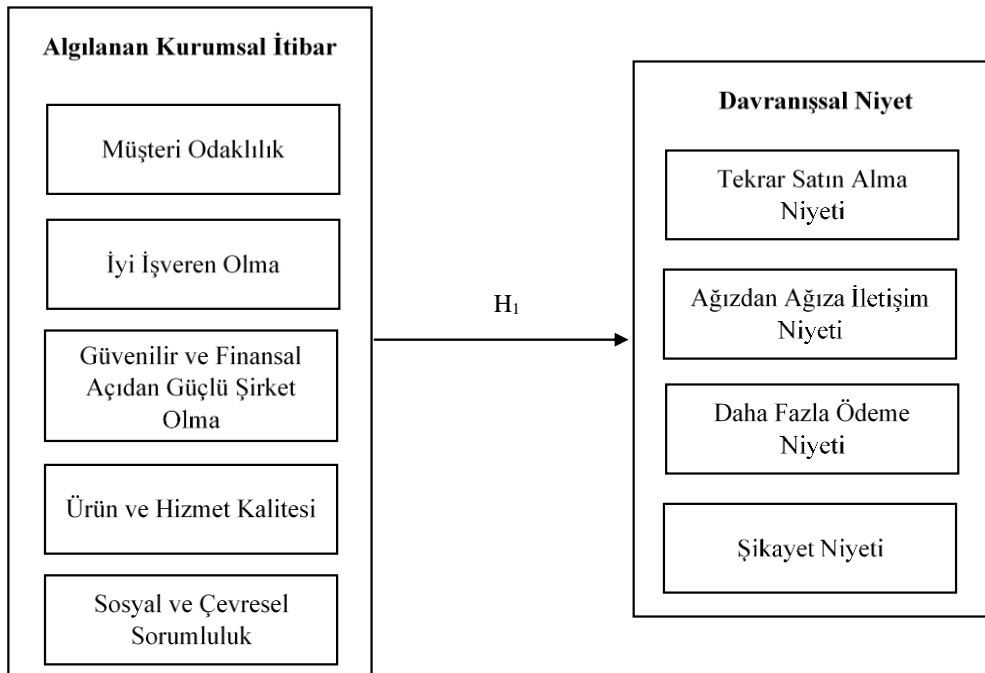 Algılanan Kurumsal İtibar
Müşteri Odaklılık
İyi İşveren Olma
Güvenilir ve Finansal
Açıdan Güçlü Şirket
Olma
Ürün ve Hizmet Kalitesi
Sosyal ve Çevresel
Sorumluluk
H1
Davranışsal Niyet
Tekrar Satın Alma
Niyeti
Ağızdan Ağıza İletişim
Niyeti
Daha Fazla Ödeme
Niyeti
Şikayet Niyeti